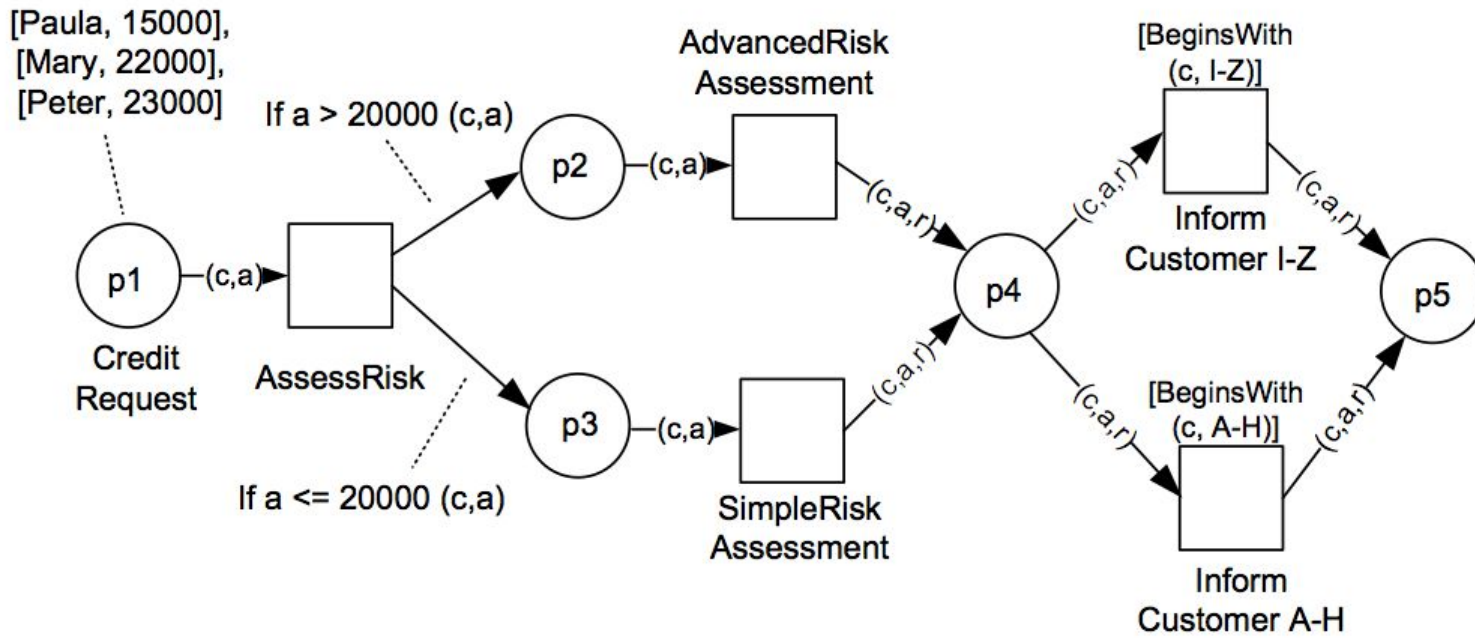 [Paula, 15000],
[Mary, 22000],
[Peter, 23000]
If a > 20000 (c,a)
p1
(c,a)
Credit
Request
AssessRisk
If a <= 20000 (c,a)
p2
(c,a)
AdvancedRisk
Assessment
(c,a,r)
p3
(c,a)
SimpleRisk
Assessment
(c,a,r)
p4
(c,a,r)
[BeginsWith
(c, I-Z)]
Inform
Customer I-Z
(c,a,r)
(c,a,r)
[BeginsWith
(c, A-H)]
Inform
Customer A-H
(c,a,r)
p5